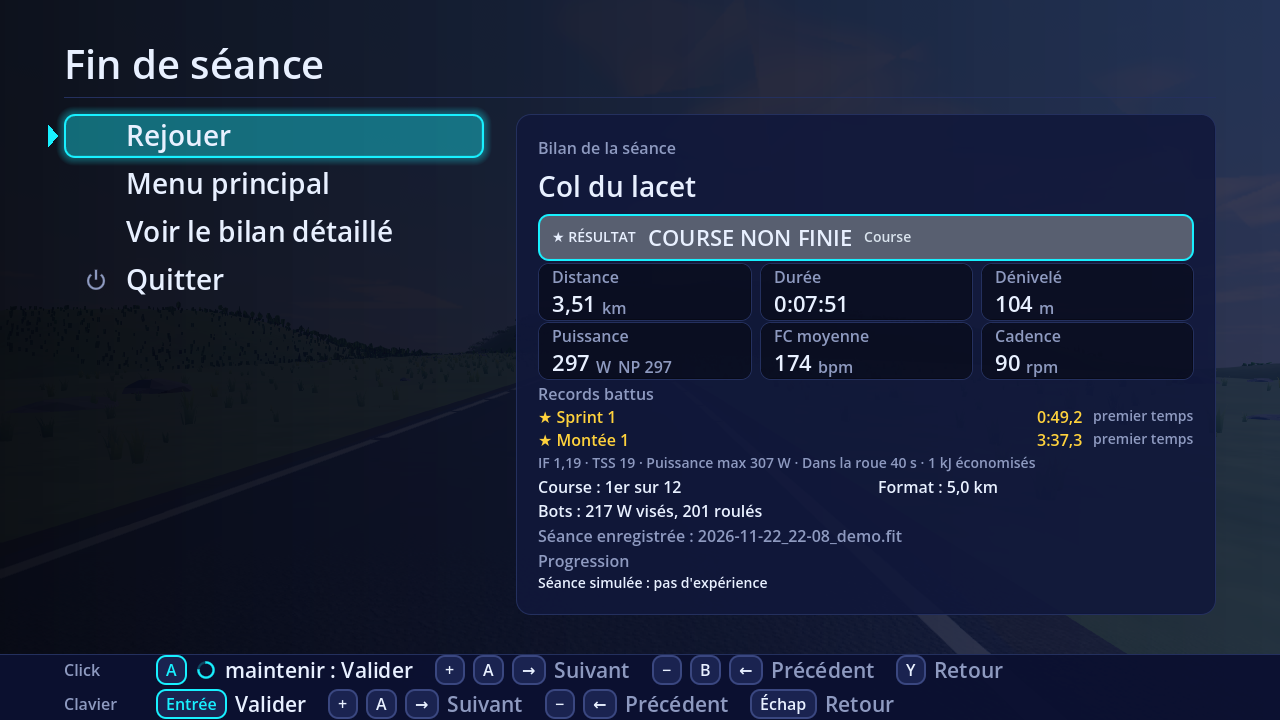 Fin de séance
Rejouer
Menu principal
Voir le bilan détaillé
Quitter
Bilan de la séance
Col du lacet
★ RÉSULTAT COURSE NON FINIE Course
Distance Durée Dénivelé
3,51 km 0:07:51 104 m
Puissance FC moyenne Cadence
297 W NP 297 174 bpm 90 rpm
Records battus
★ Sprint 1 0:49,2 premier temps
★ Montée 1 3:37,3 premier temps
IF 1,19 · TSS 19 · Puissance max 307 W · Dans la roue 40 s · 1 kJ économisés
Course : 1er sur 12 Format : 5,0 km
Bots : 217 W visés, 201 roulés
Séance enregistrée : 2026-11-22_22-08_demo.fit
Progression
Séance simulée : pas d'expérience
Click A maintenir : Valider + A → Suivant − B ← Précédent Y Retour
Clavier Entrée Valider + A → Suivant − ← Précédent Échap Retour